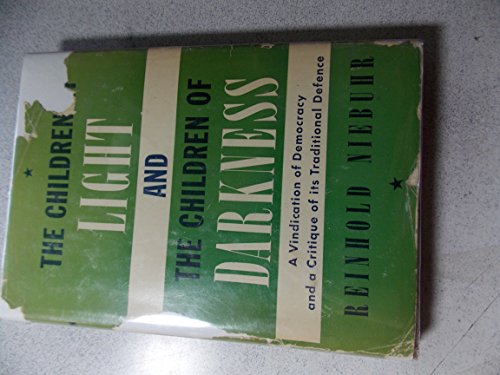 THE CHILDREN
LIGHT
AND
THE CHILDREN OF
DARKNESS
A Vindication of Democracy
and a Critique of its Traditional Defence
REINHOLD NIEBUHR